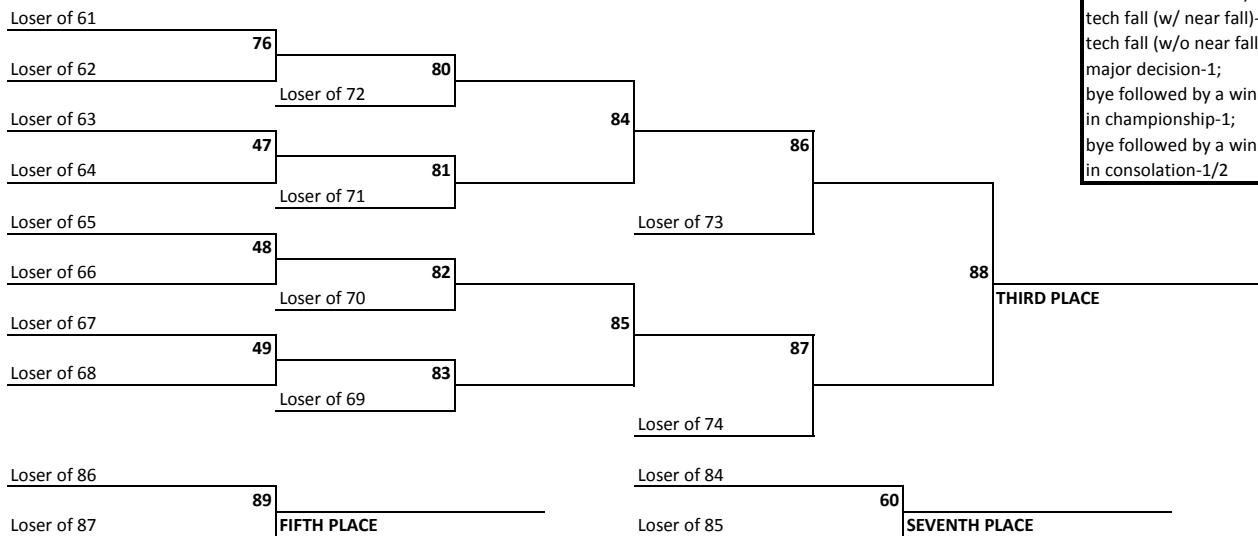 Loser of 61
tech fall (w/ near fall)-
76
tech fall (w/o near fall
Loser of 62
80
major decision-1;
Loser of 72
bye followed by a win
Loser of 63
84
in championship-1;
47
86
bye followed by a win
Loser of 64
81
in consolation-1/2
Loser of 71
Loser of 65
Loser of 73
48
Loser of 66
82
88
Loser of 70
THIRD PLACE
Loser of 67
85
49
87
Loser of 68
83
Loser of 69
Loser of 74
Loser of 86
Loser of 84
89
60
Loser of 87
FIFTH PLACE
Loser of 85
SEVENTH PLACE